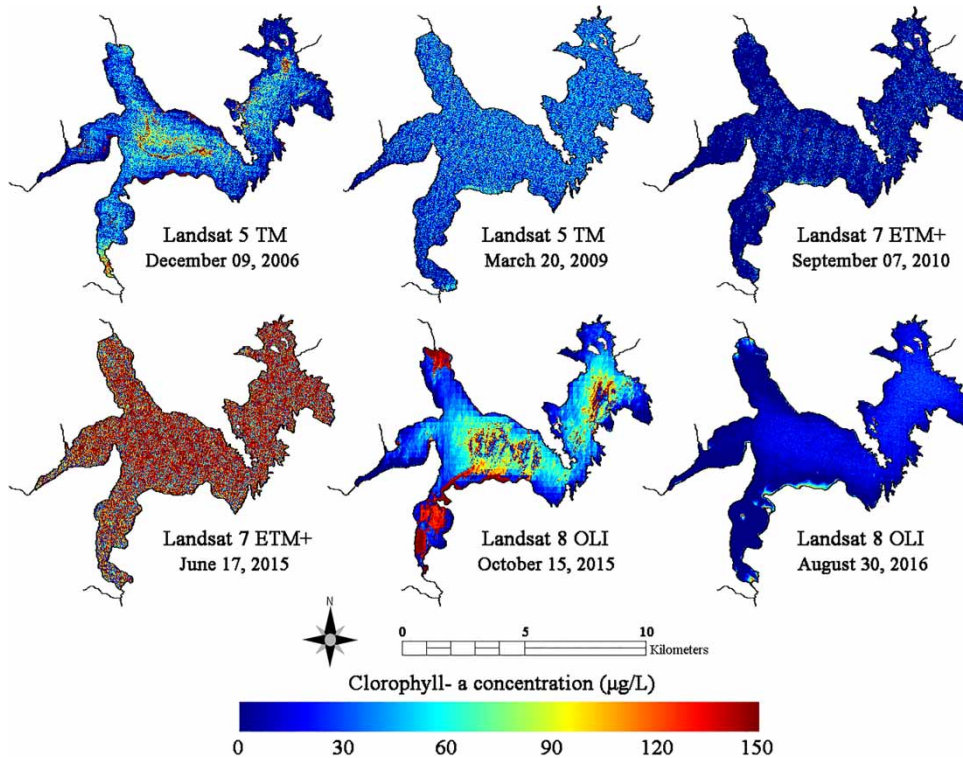 Landsat 5 TM
December 09, 2006
Landsat 5 TM
March 20, 2009
Landsat 7 ETM+
September 07, 2010
Landsat 7 ETM+
June 17, 2015
Landsat 8 OLI
October 15, 2015
Landsat 8 OLI
August 30, 2016
N
0 5 10
Kilometers
Clorophyll- a concentration (µg/L)
0 30 60 90 120 150